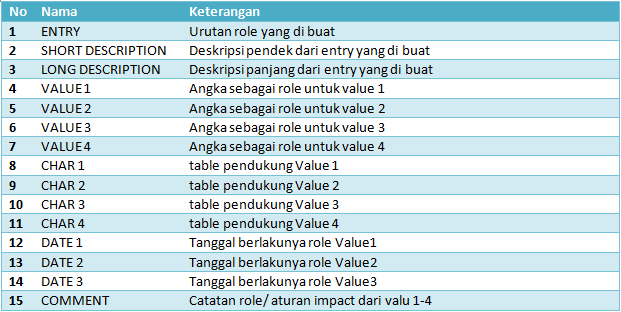 No Nama Keterangan
1 ENTRY Urutan role yang di buat
2 SHORT DESCRIPTION Deskripsi pendek dari entry yang di buat
3 LONG DESCRIPTION Deskripsi panjang dari entry yang di buat
4 VALUE 1 Angka sebagai role untuk value 1
5 VALUE 2 Angka sebagai role untuk value 2
6 VALUE 3 Angka sebagai role untuk value 3
7 VALUE 4 Angka sebagai role untuk value 4
8 CHAR 1 table pendukung Value 1
9 CHAR 2 table pendukung Value 2
10 CHAR 3 table pendukung Value 3
11 CHAR 4 table pendukung Value 4
12 DATE 1 Tanggal berlakunya role Value1
13 DATE 2 Tanggal berlakunya role Value2
14 DATE 3 Tanggal berlakunya role Value3
15 COMMENT Catatan role/ aturan impact dari valu 1-4